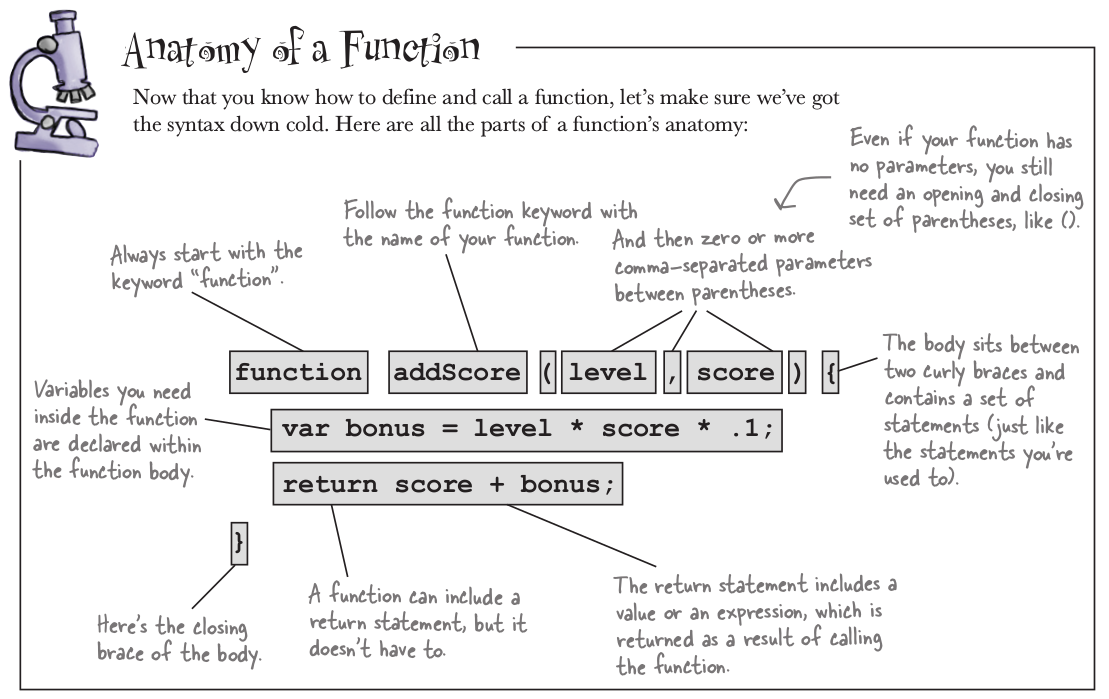 Anatomy of a Function
Now that you know how to define and call a function, let's make sure we've got
the syntax down cold. Here are all the parts of a function's anatomy:
Even if your function has
no parameters, you still
need an opening and closing
set of parentheses, like ().
Follow the function keyword with
the name of your function.
And then zero or more
comma-separated parameters
between parentheses.
Always start with the
keyword "function".
function addScore ( level , score ) {
The body sits between
two curly braces and
contains a set of
statements (just like
the statements you're
used to).
Variables you need
inside the function
are declared within
the function body.
var bonus = level * score * .1;
return score + bonus;
}
Here's the closing
brace of the body.
A function can include a
return statement, but it
doesn't have to.
The return statement includes a
value or an expression, which is
returned as a result of calling
the function.